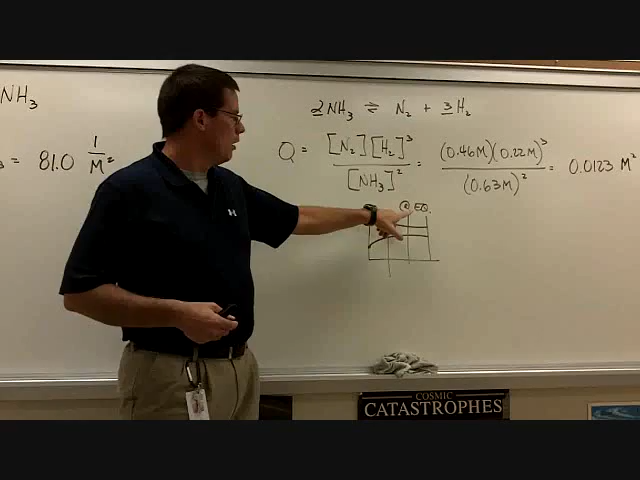 NH₃
2NH₃ ⇌ N₂ + 3H₂
= 81.0 1/M²
Q = [N₂][H₂]³/[NH₃]² = (0.46M)(0.22M)³/(0.63M)² = 0.0123 M²
@ EQ.
COSMIC
CATASTROPHES